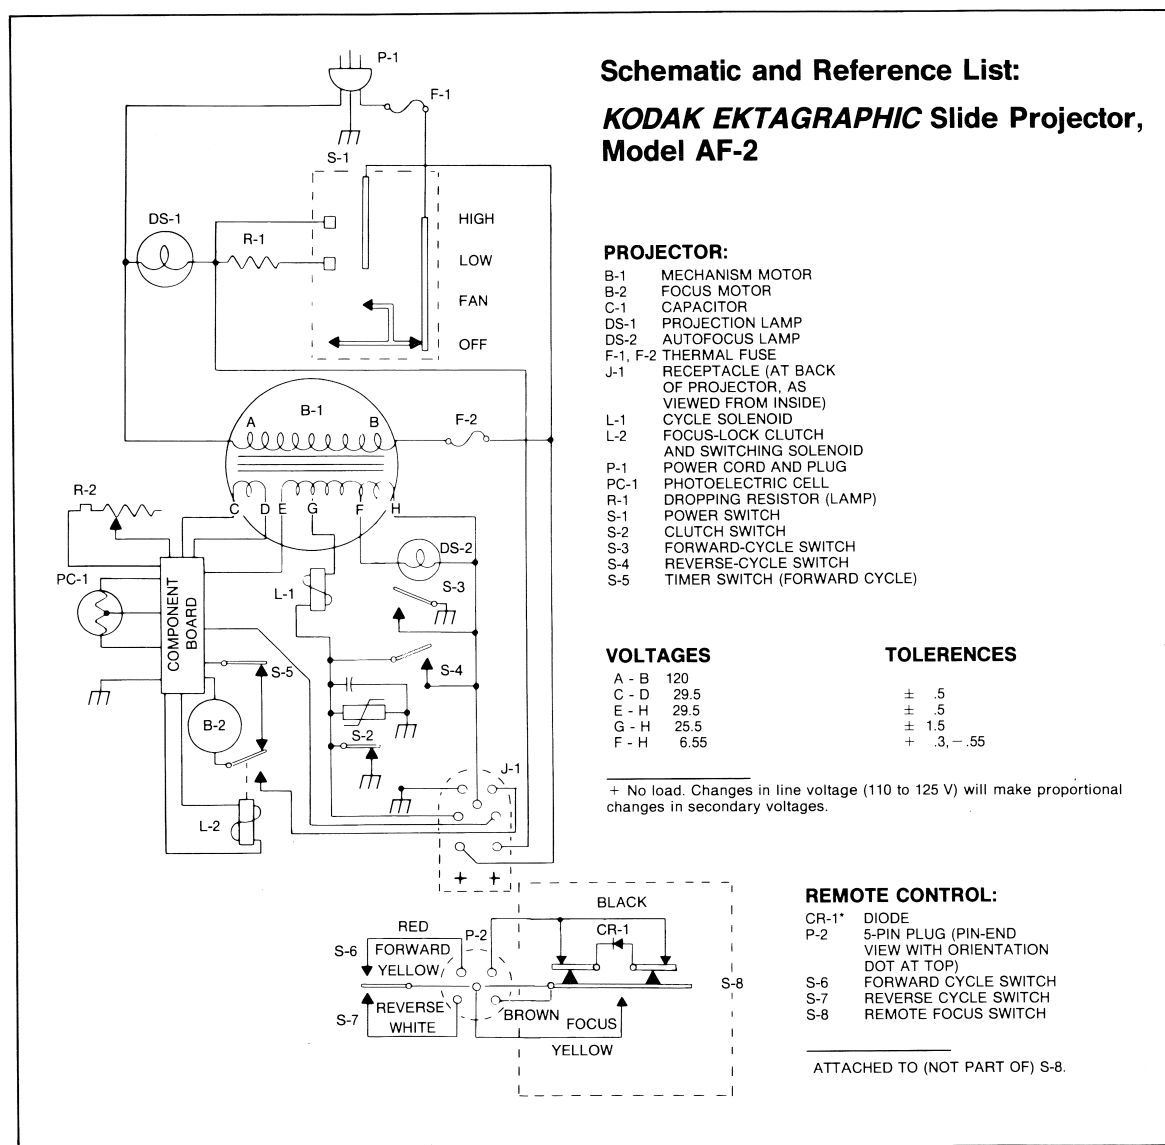 Schematic and Reference List:
KODAK EKTAGRAPHIC Slide Projector,
Model AF-2
P-1
F-1
S-1
DS-1
R-1
HIGH
LOW
FAN
OFF
B-1
A
B
F-2
C
D
E
G
F
H
R-2
DS-2
PC-1
L-1
S-3
COMPONENT
BOARD
S-4
S-5
B-2
S-2
J-1
L-2
PROJECTOR:
B-1 MECHANISM MOTOR
B-2 FOCUS MOTOR
C-1 CAPACITOR
DS-1 PROJECTION LAMP
DS-2 AUTOFOCUS LAMP
F-1, F-2 THERMAL FUSE
J-1 RECEPTACLE (AT BACK
OF PROJECTOR, AS
VIEWED FROM INSIDE)
L-1 CYCLE SOLENOID
L-2 FOCUS-LOCK CLUTCH
AND SWITCHING SOLENOID
P-1 POWER CORD AND PLUG
PC-1 PHOTOELECTRIC CELL
R-1 DROPPING RESISTOR (LAMP)
S-1 POWER SWITCH
S-2 CLUTCH SWITCH
S-3 FORWARD-CYCLE SWITCH
S-4 REVERSE-CYCLE SWITCH
S-5 TIMER SWITCH (FORWARD CYCLE)
VOLTAGES TOLERENCES
A - B 120
C - D 29.5 ± .5
E - H 29.5 ± .5
G - H 25.5 ± 1.5
F - H 6.55 + .3, − .55
+ No load. Changes in line voltage (110 to 125 V) will make proportional
changes in secondary voltages.
BLACK
RED
P-2
CR-1
S-6
FORWARD
YELLOW
S-8
REVERSE
BROWN
S-7
WHITE
FOCUS
YELLOW
REMOTE CONTROL:
CR-1* DIODE
P-2 5-PIN PLUG (PIN-END
VIEW WITH ORIENTATION
DOT AT TOP)
S-6 FORWARD CYCLE SWITCH
S-7 REVERSE CYCLE SWITCH
S-8 REMOTE FOCUS SWITCH
ATTACHED TO (NOT PART OF) S-8.